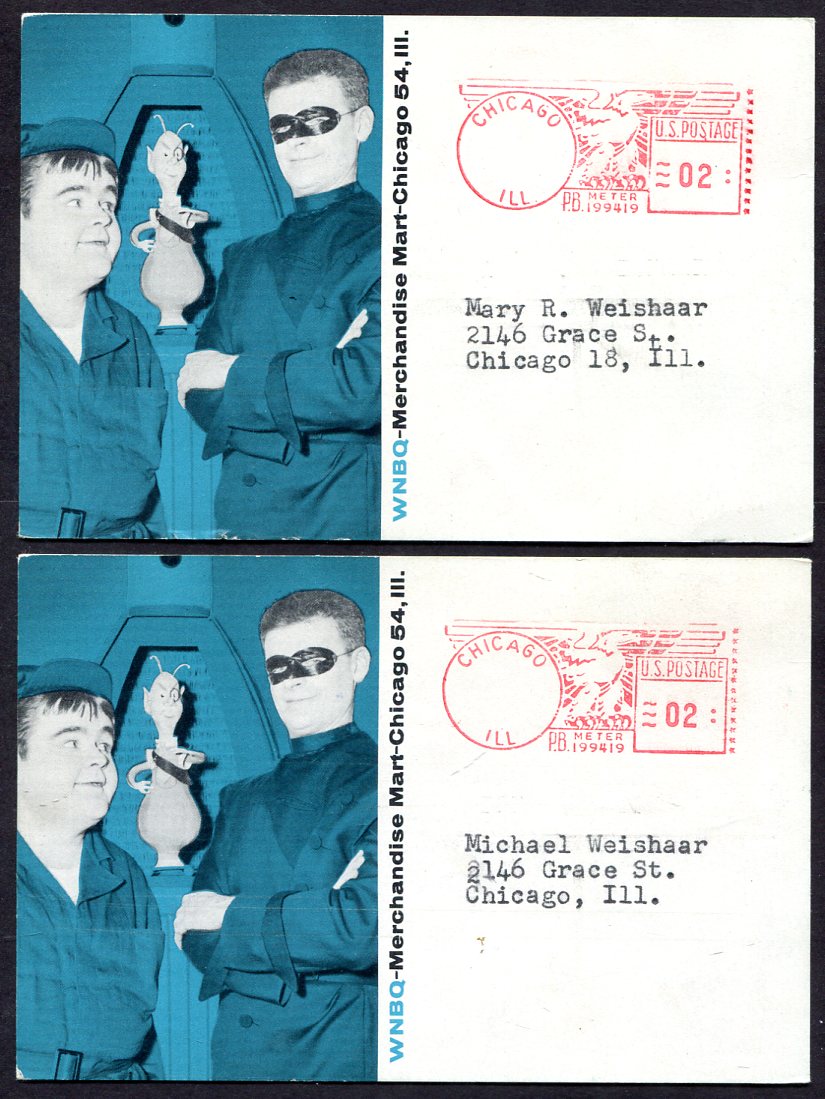 WNBQ-Merchandise Mart-Chicago 54, Ill.
CHICAGO
ILL
U.S. POSTAGE
02
P.B. METER 199419
Mary R. Weishaar
2146 Grace St.
Chicago 18, Ill.
WNBQ-Merchandise Mart-Chicago 54, Ill.
CHICAGO
ILL
U.S. POSTAGE
02
P.B. METER 199419
Michael Weishaar
2146 Grace St.
Chicago, Ill.